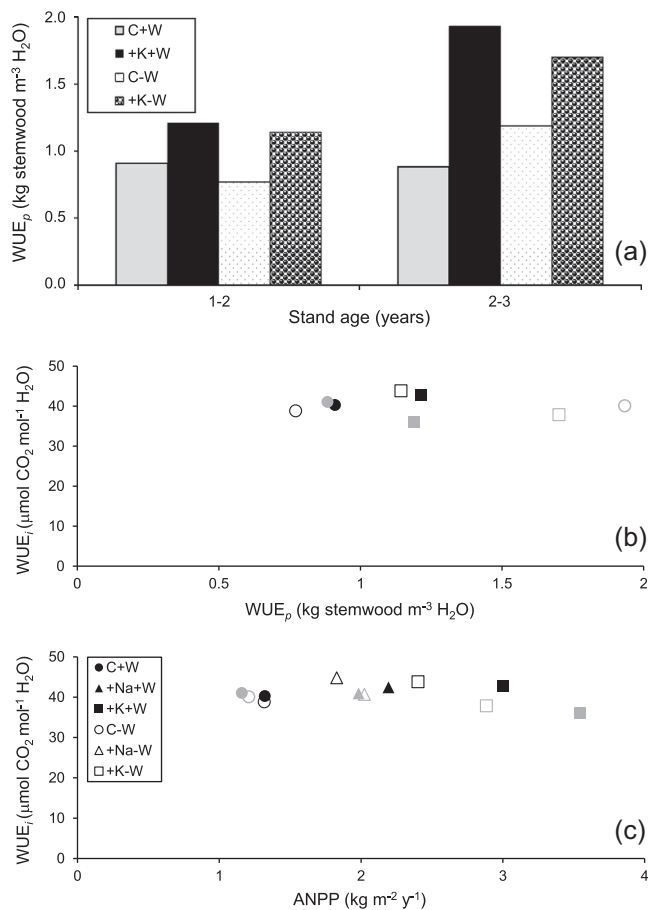 2.0
1.5
1.0
0.5
0.0
WUEp (kg stemwood m-3 H2O)
C+W
+K+W
C-W
+K-W
(a)
1-2
2-3
Stand age (years)
50
40
30
20
10
0
WUEi (μmol CO2 mol-1 H2O)
(b)
0
0.5
1
1.5
2
WUEp (kg stemwood m-3 H2O)
50
40
30
20
10
0
WUEi (μmol CO2 mol-1 H2O)
C+W
+Na+W
+K+W
C-W
+Na-W
+K-W
(c)
0
1
2
3
4
ANPP (kg m-2 y-1)